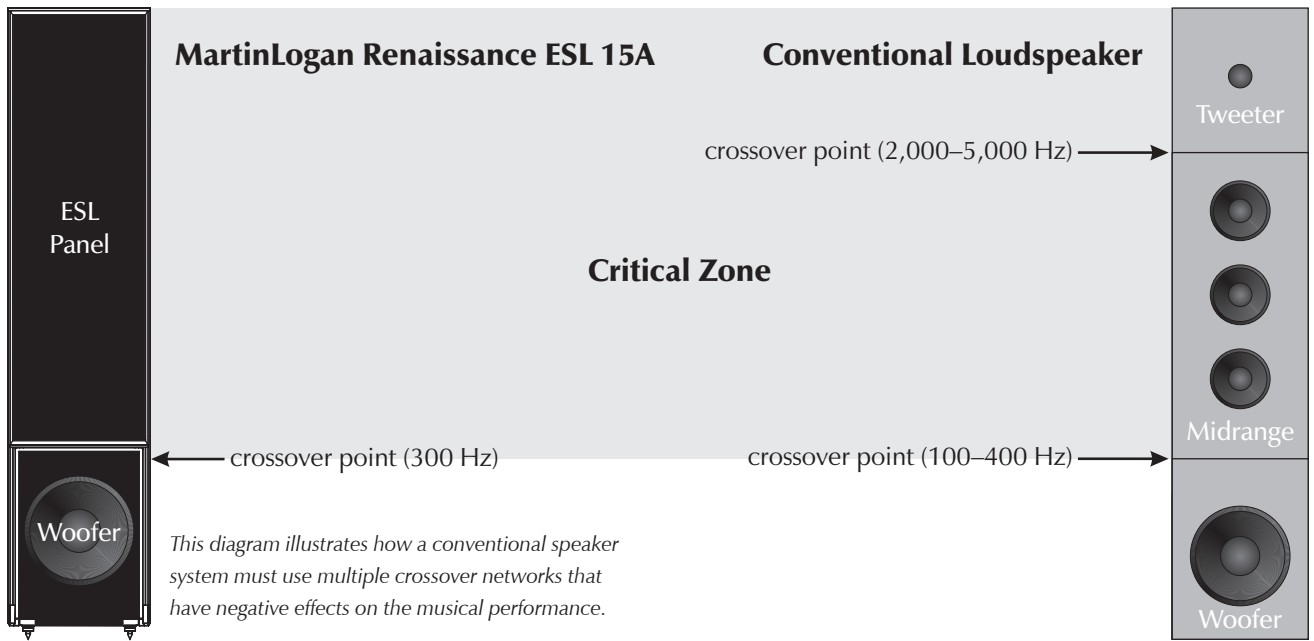 MartinLogan Renaissance ESL 15A
Conventional Loudspeaker
Tweeter
crossover point (2,000–5,000 Hz)
ESL
Panel
Critical Zone
Midrange
crossover point (300 Hz)
crossover point (100–400 Hz)
Woofer
This diagram illustrates how a conventional speaker
system must use multiple crossover networks that
have negative effects on the musical performance.
Woofer